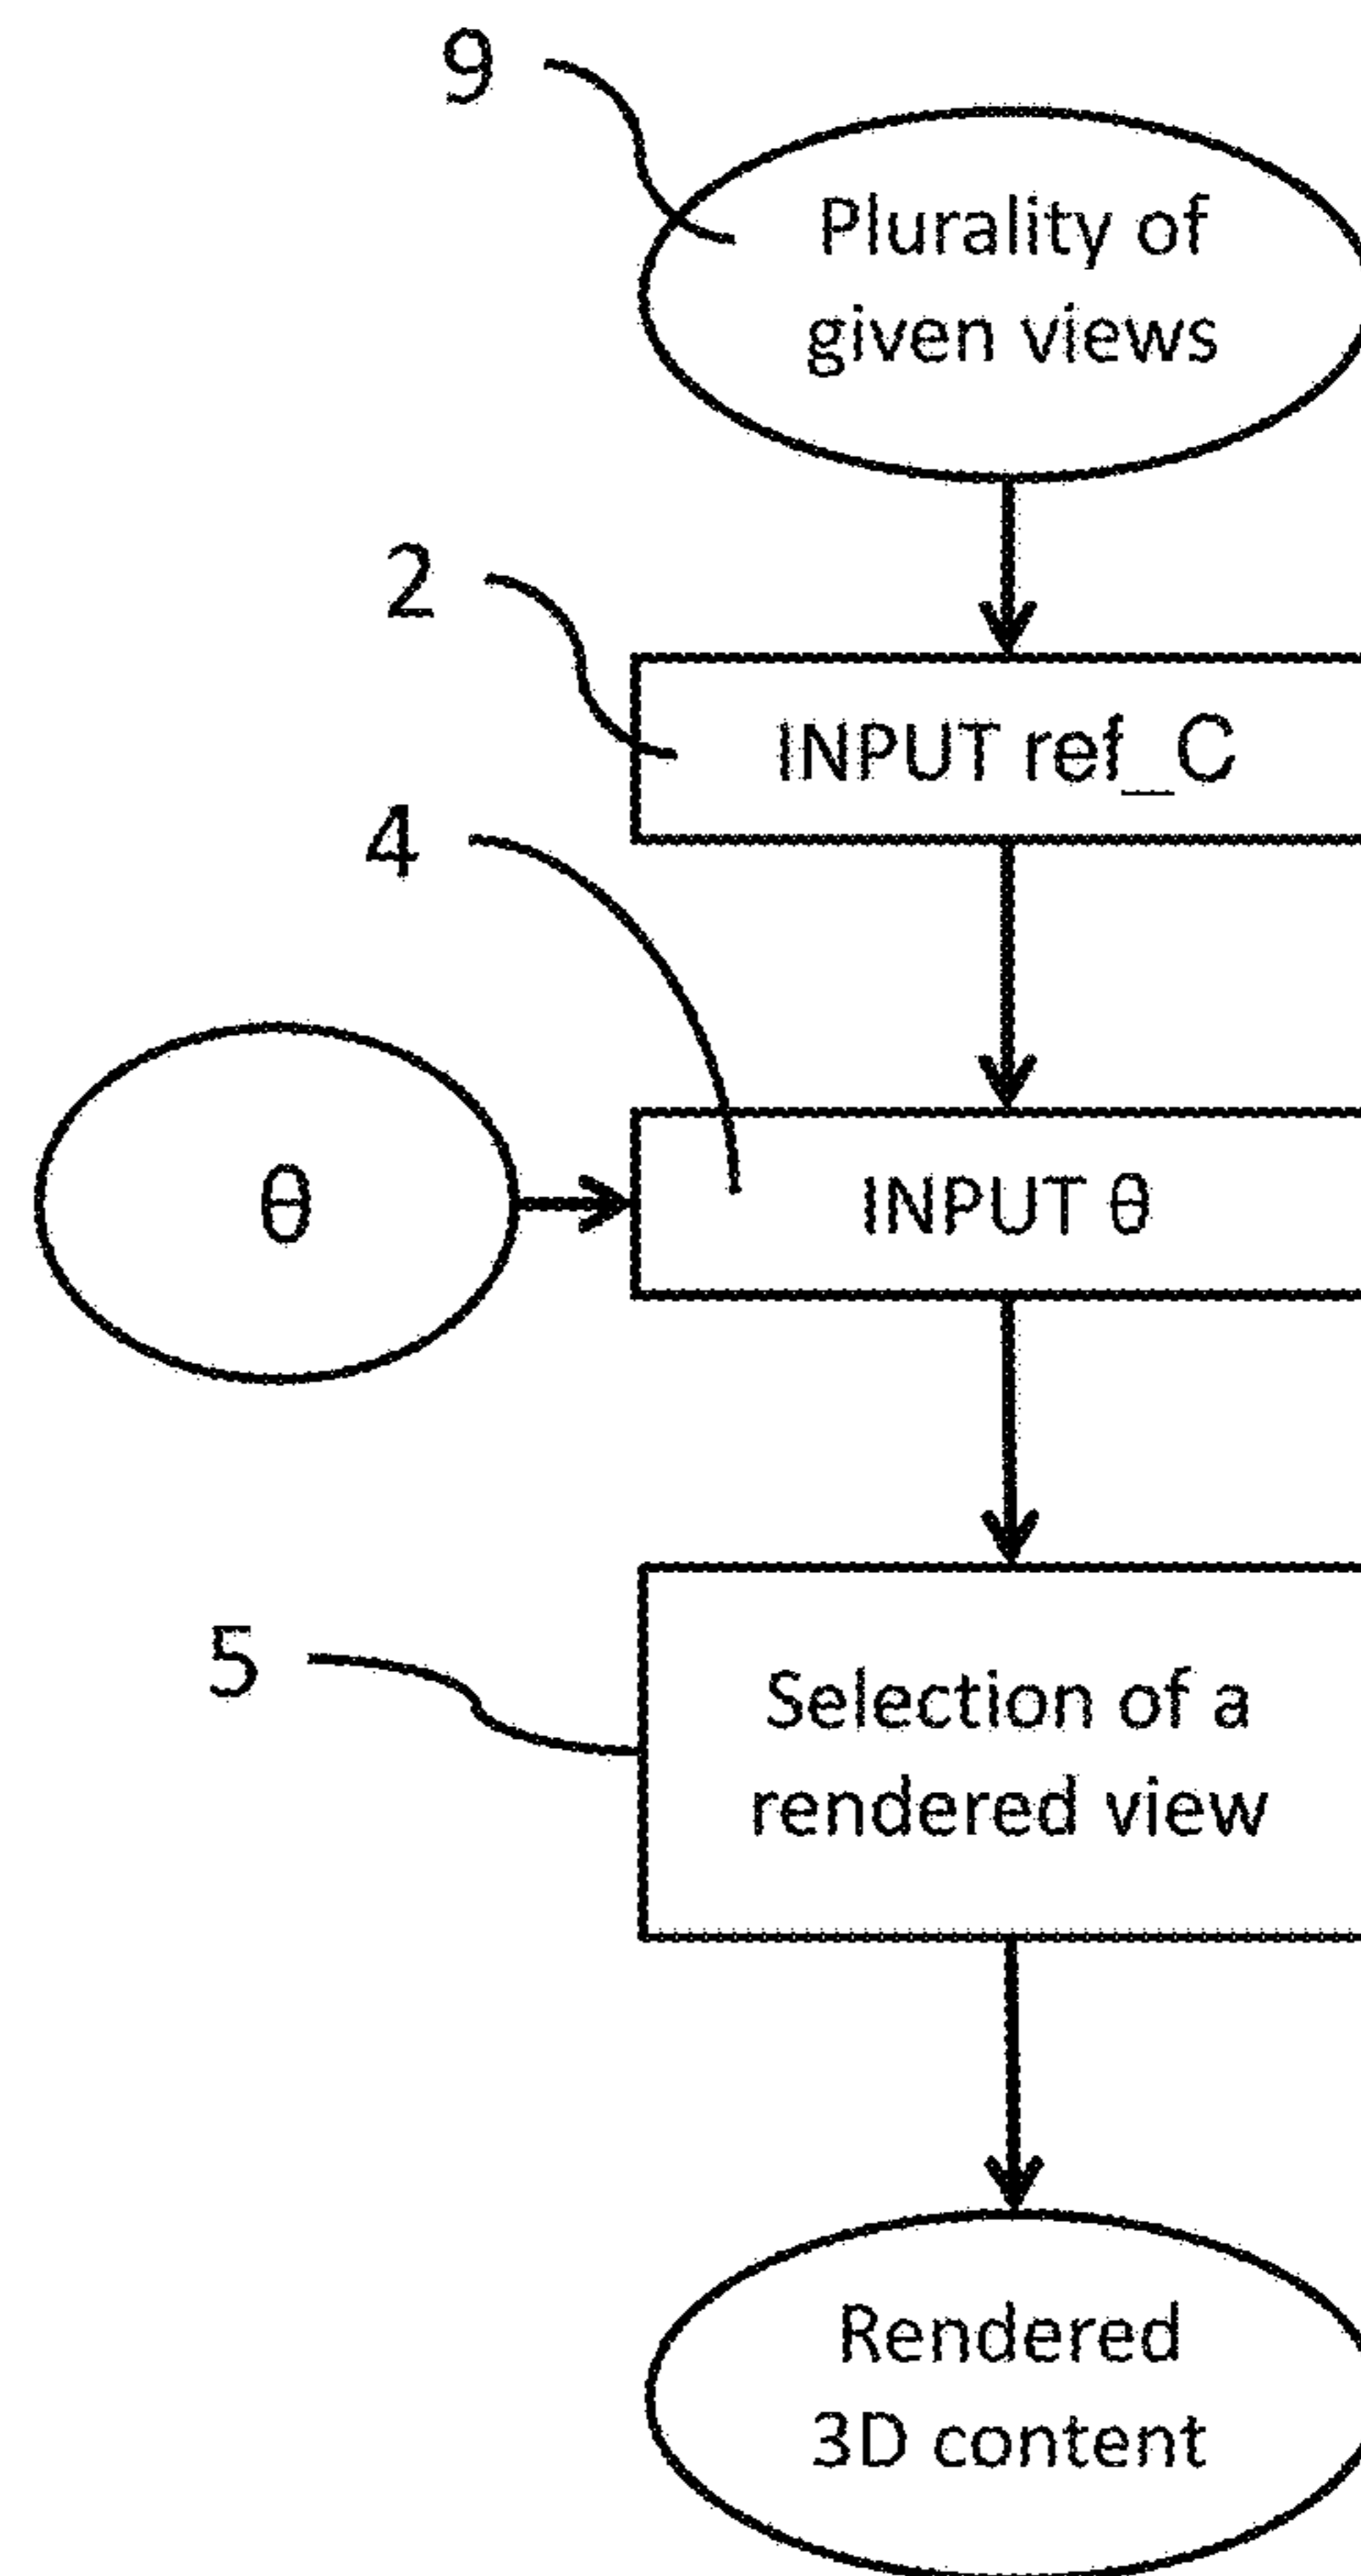 9
Plurality of
given views
2
INPUT ref_C
4
θ
INPUT θ
5
Selection of a
rendered view
Rendered
3D content